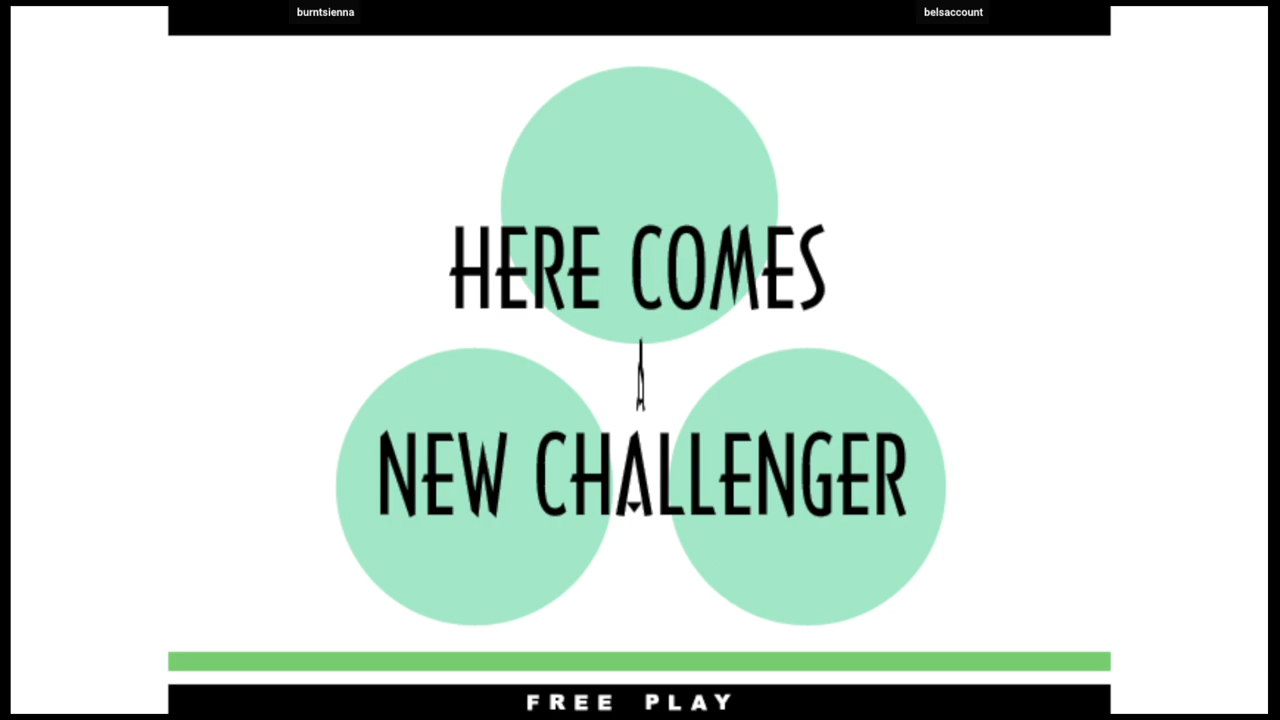 burntsienna belsaccount
HERE COMES
A
NEW CHALLENGER
FREE PLAY